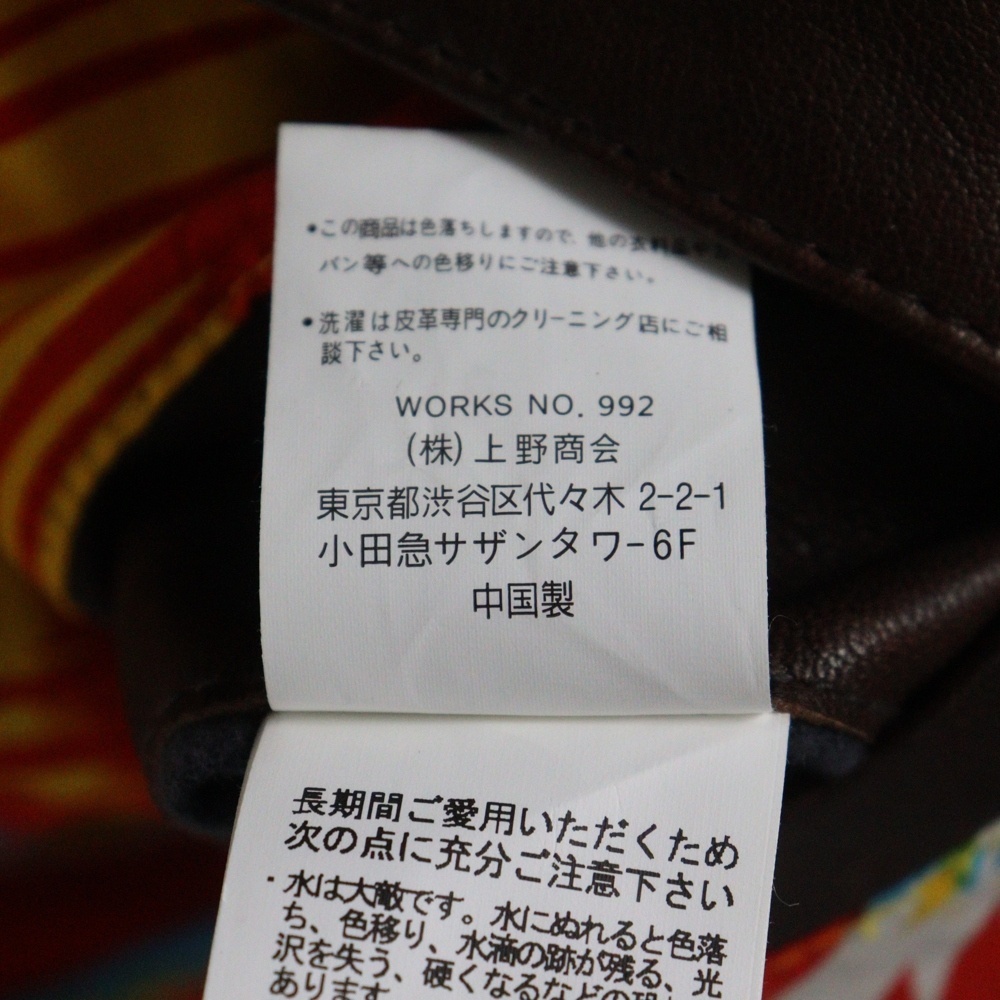 •この商品は色落ちしますので、他の衣料品やカ
バン等への色移りにご注意下さい。
•洗濯は皮革専門のクリーニング店にご相
談下さい。
WORKS NO. 992
(株)上野商会
東京都渋谷区代々木 2-2-1
小田急サザンタワー6F
中国製
長期間ご愛用いただくため
次の点に充分ご注意下さい
・水は大敵です。水にぬれると色落
ち、色移り、水滴の跡が残る、光
沢を失う、硬くなるなどの
あります